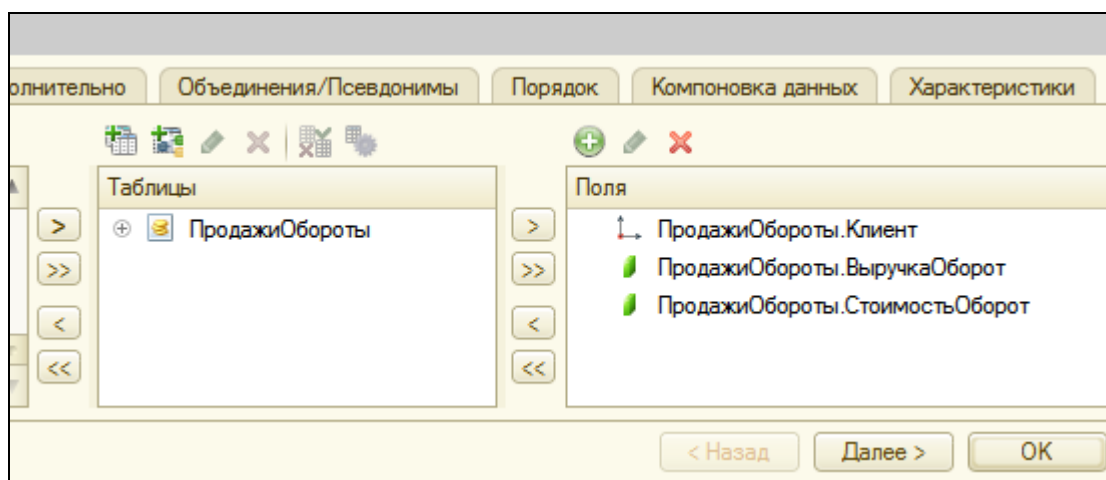 олнительно Объединения/Псевдонимы Порядок Компоновка данных Характеристики
Таблицы Поля
> ПродажиОбороты > ПродажиОбороты.Клиент
>> >> ПродажиОбороты.ВыручкаОборот
< < ПродажиОбороты.СтоимостьОборот
<< <<
< Назад Далее > OK